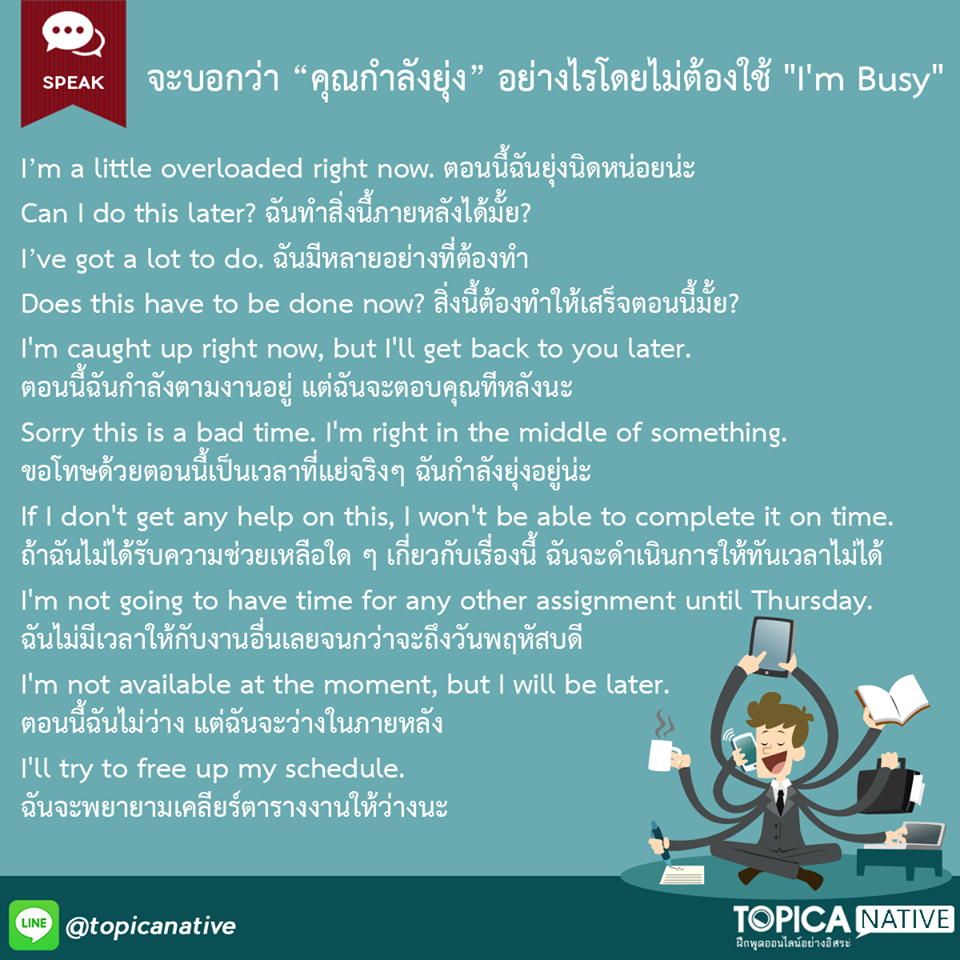 SPEAK
จะบอกว่า “คุณกำลังยุ่ง” อย่างไรโดยไม่ต้องใช้ "I'm Busy"
I’m a little overloaded right now. ตอนนี้ฉันยุ่งนิดหน่อยน่ะ
Can I do this later? ฉันทำสิ่งนี้ภายหลังได้มั้ย?
I’ve got a lot to do. ฉันมีหลายอย่างที่ต้องทำ
Does this have to be done now? สิ่งนี้ต้องทำให้เสร็จตอนนี้มั้ย?
I'm caught up right now, but I'll get back to you later.
ตอนนี้ฉันกำลังตามงานอยู่ แต่ฉันจะตอบคุณทีหลังนะ
Sorry this is a bad time. I'm right in the middle of something.
ขอโทษด้วยตอนนี้เป็นเวลาที่แย่จริงๆ ฉันกำลังยุ่งอยู่น่ะ
If I don't get any help on this, I won't be able to complete it on time.
ถ้าฉันไม่ได้รับความช่วยเหลือใด ๆ เกี่ยวกับเรื่องนี้ ฉันจะดำเนินการให้ทันเวลาไม่ได้
I'm not going to have time for any other assignment until Thursday.
ฉันไม่มีเวลาให้กับงานอื่นเลยจนกว่าจะถึงวันพฤหัสบดี
I'm not available at the moment, but I will be later.
ตอนนี้ฉันไม่ว่าง แต่ฉันจะว่างในภายหลัง
I'll try to free up my schedule.
ฉันจะพยายามเคลียร์ตารางงานให้ว่างนะ
LINE @topicanative
TOPICA NATIVE
ฝึกพูดออนไลน์อย่างอิสระ